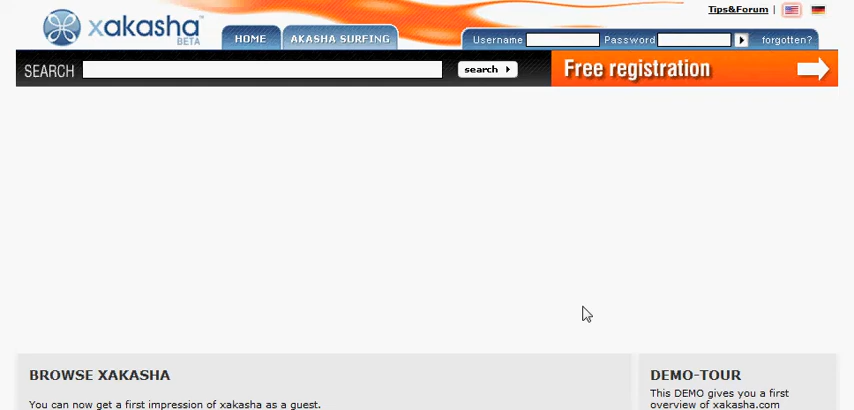 Tips&Forum |
xakasha
BETA
HOME
AKASHA SURFING
Username
Password
forgotten?
SEARCH
search
Free registration
BROWSE XAKASHA
You can now get a first impression of xakasha as a guest.
DEMO-TOUR
This DEMO gives you a first
overview of xakasha.com